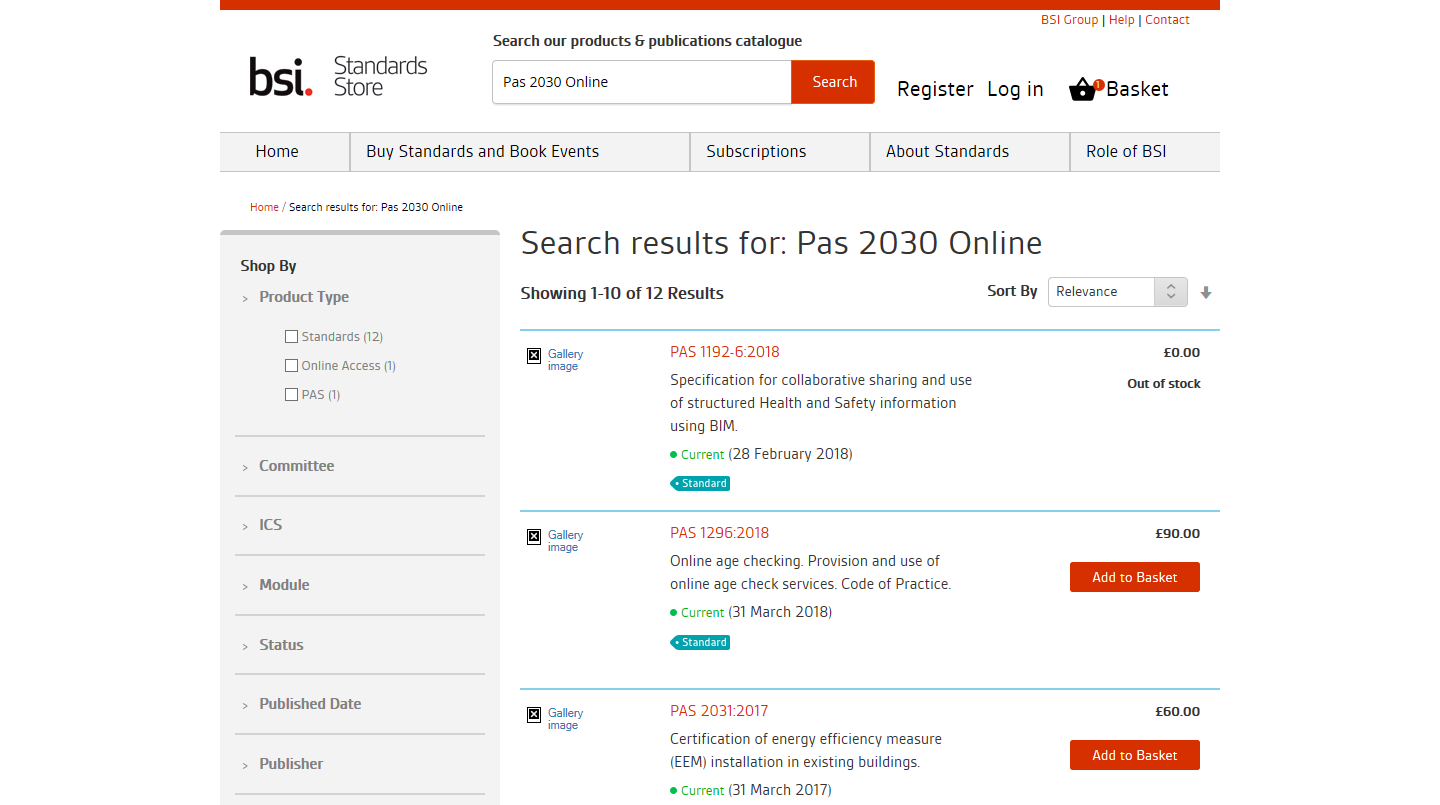 BSI Group | Help | Contact
Search our products & publications catalogue
bsi. Standards Store
Pas 2030 Online
Search
Register
Log in
1
Basket
Home
Buy Standards and Book Events
Subscriptions
About Standards
Role of BSI
Home / Search results for: Pas 2030 Online
Shop By
> Product Type
Standards (12)
Online Access (1)
PAS (1)
> Committee
> ICS
> Module
> Status
> Published Date
> Publisher
Search results for: Pas 2030 Online
Showing 1-10 of 12 Results
Sort By
Relevance
Gallery
image
PAS 1192-6:2018
£0.00
Specification for collaborative sharing and use
of structured Health and Safety information
using BIM.
Out of stock
Current (28 February 2018)
Standard
Gallery
image
PAS 1296:2018
£90.00
Online age checking. Provision and use of
online age check services. Code of Practice.
Add to Basket
Current (31 March 2018)
Standard
Gallery
image
PAS 2031:2017
£60.00
Certification of energy efficiency measure
(EEM) installation in existing buildings.
Add to Basket
Current (31 March 2017)